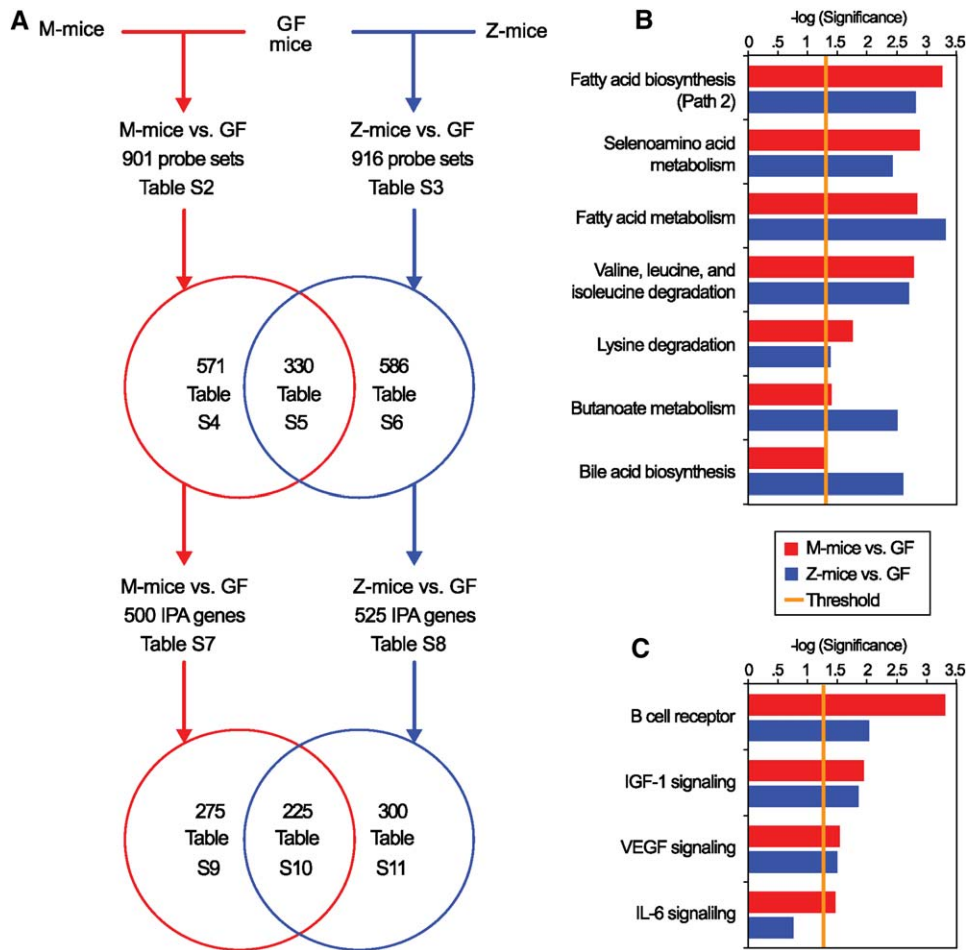 A
M-mice
GF
mice
Z-mice
M-mice vs. GF
901 probe sets
Table S2
Z-mice vs. GF
916 probe sets
Table S3
571
Table
S4
330
Table
S5
586
Table
S6
M-mice vs. GF
500 IPA genes
Table S7
Z-mice vs. GF
525 IPA genes
Table S8
275
Table
S9
225
Table
S10
300
Table
S11
B
-log (Significance)
0 .5 1 1.5 2 2.5 3 3.5
Fatty acid biosynthesis
(Path 2)
Selenoamino acid
metabolism
Fatty acid metabolism
Valine, leucine, and
isoleucine degradation
Lysine degradation
Butanoate metabolism
Bile acid biosynthesis
M-mice vs. GF
Z-mice vs. GF
Threshold
C
-log (Significance)
0 .5 1 1.5 2 2.5 3 3.5
B cell receptor
IGF-1 signaling
VEGF signaling
IL-6 signalilng